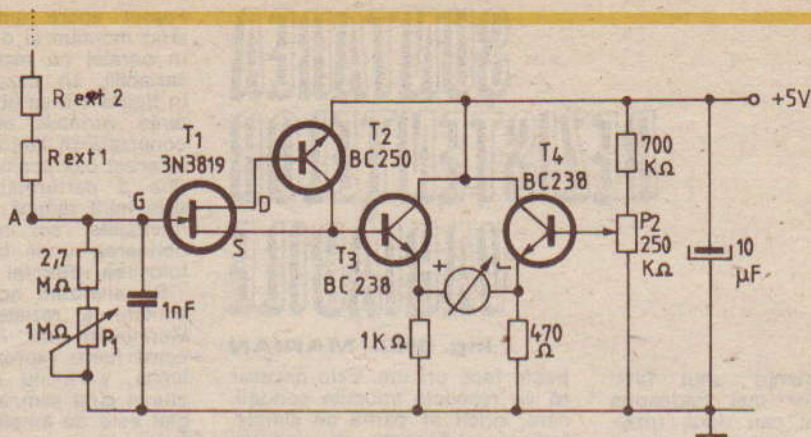 R ext 2
R ext 1
A
T1
3N3819
G
D
S
T2
BC250
T3
BC 238
T4
BC238
+5V
700
KΩ
P2
250
KΩ
10
µF
2,7
MΩ
1MΩ
P1
1nF
+
−
1KΩ
470
Ω